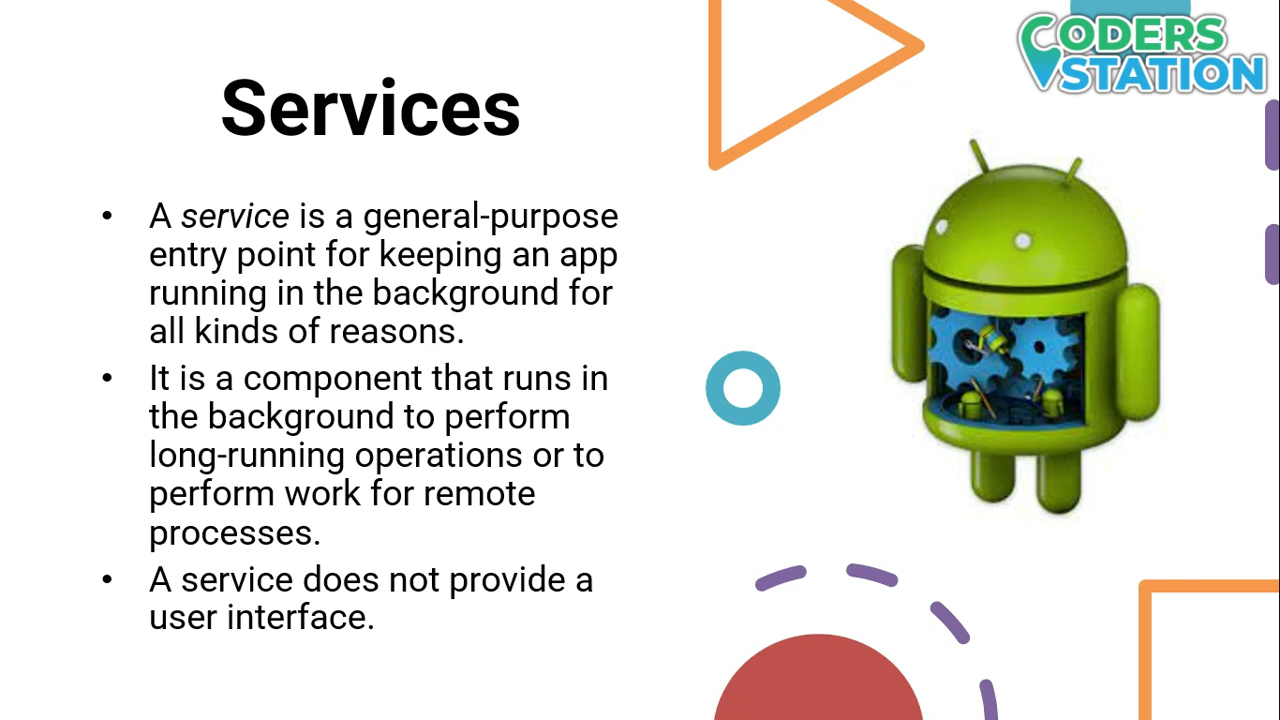 CODERS
STATION
Services
• A service is a general-purpose
entry point for keeping an app
running in the background for
all kinds of reasons.
• It is a component that runs in
the background to perform
long-running operations or to
perform work for remote
processes.
• A service does not provide a
user interface.